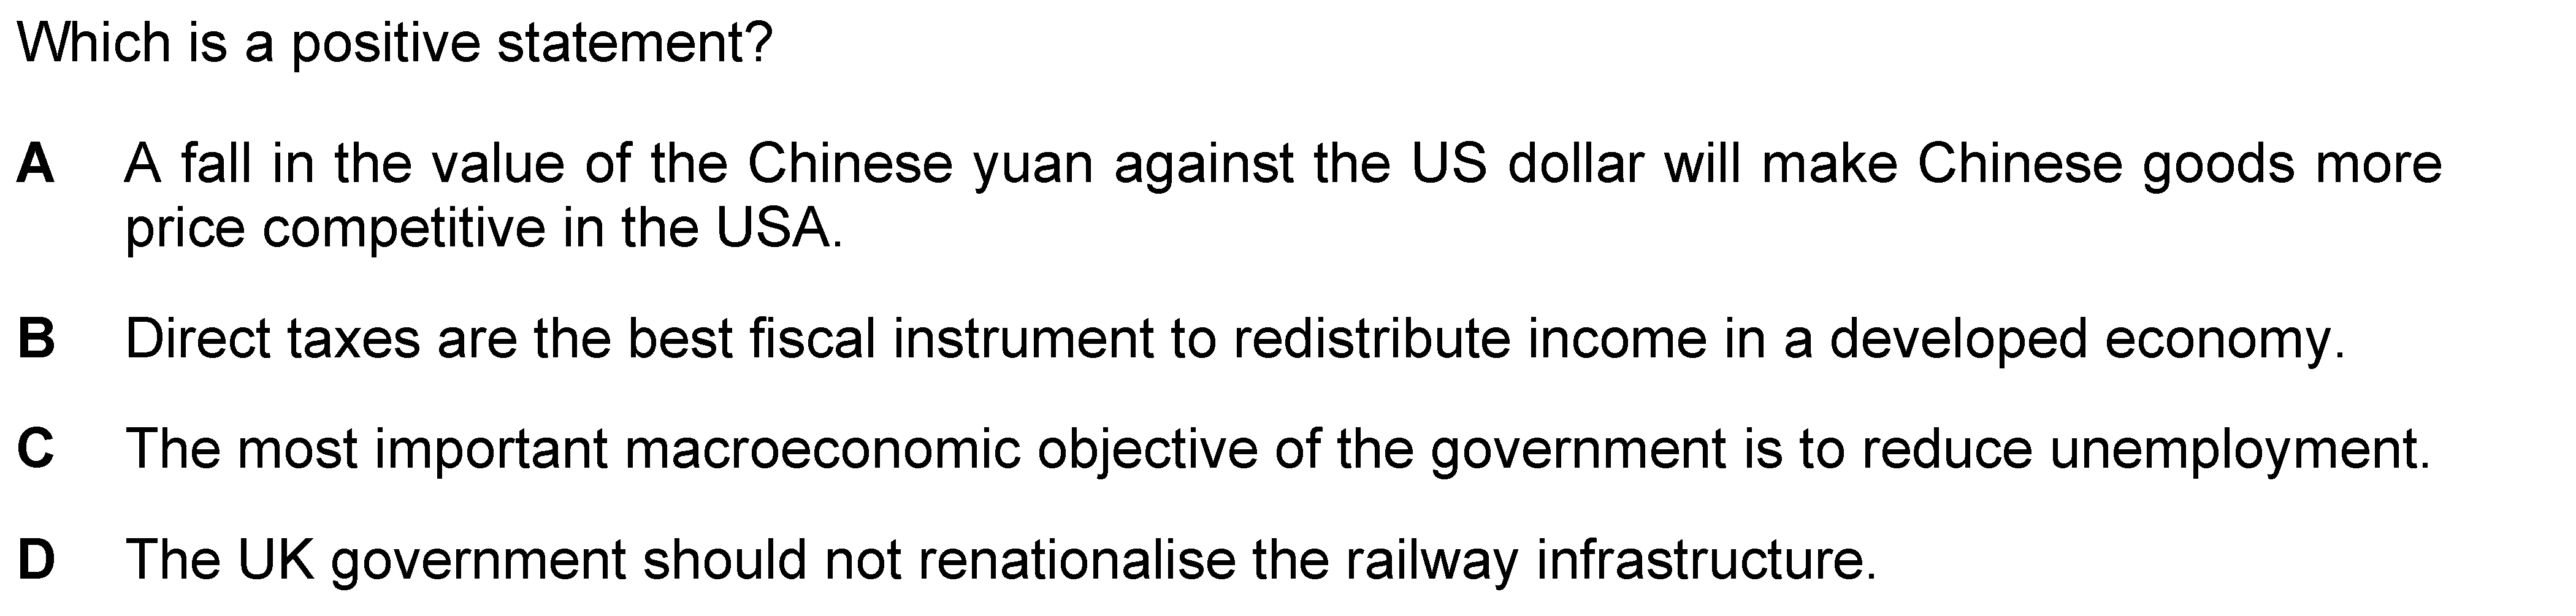 Which is a positive statement?
A A fall in the value of the Chinese yuan against the US dollar will make Chinese goods more
price competitive in the USA.
B Direct taxes are the best fiscal instrument to redistribute income in a developed economy.
C The most important macroeconomic objective of the government is to reduce unemployment.
D The UK government should not renationalise the railway infrastructure.